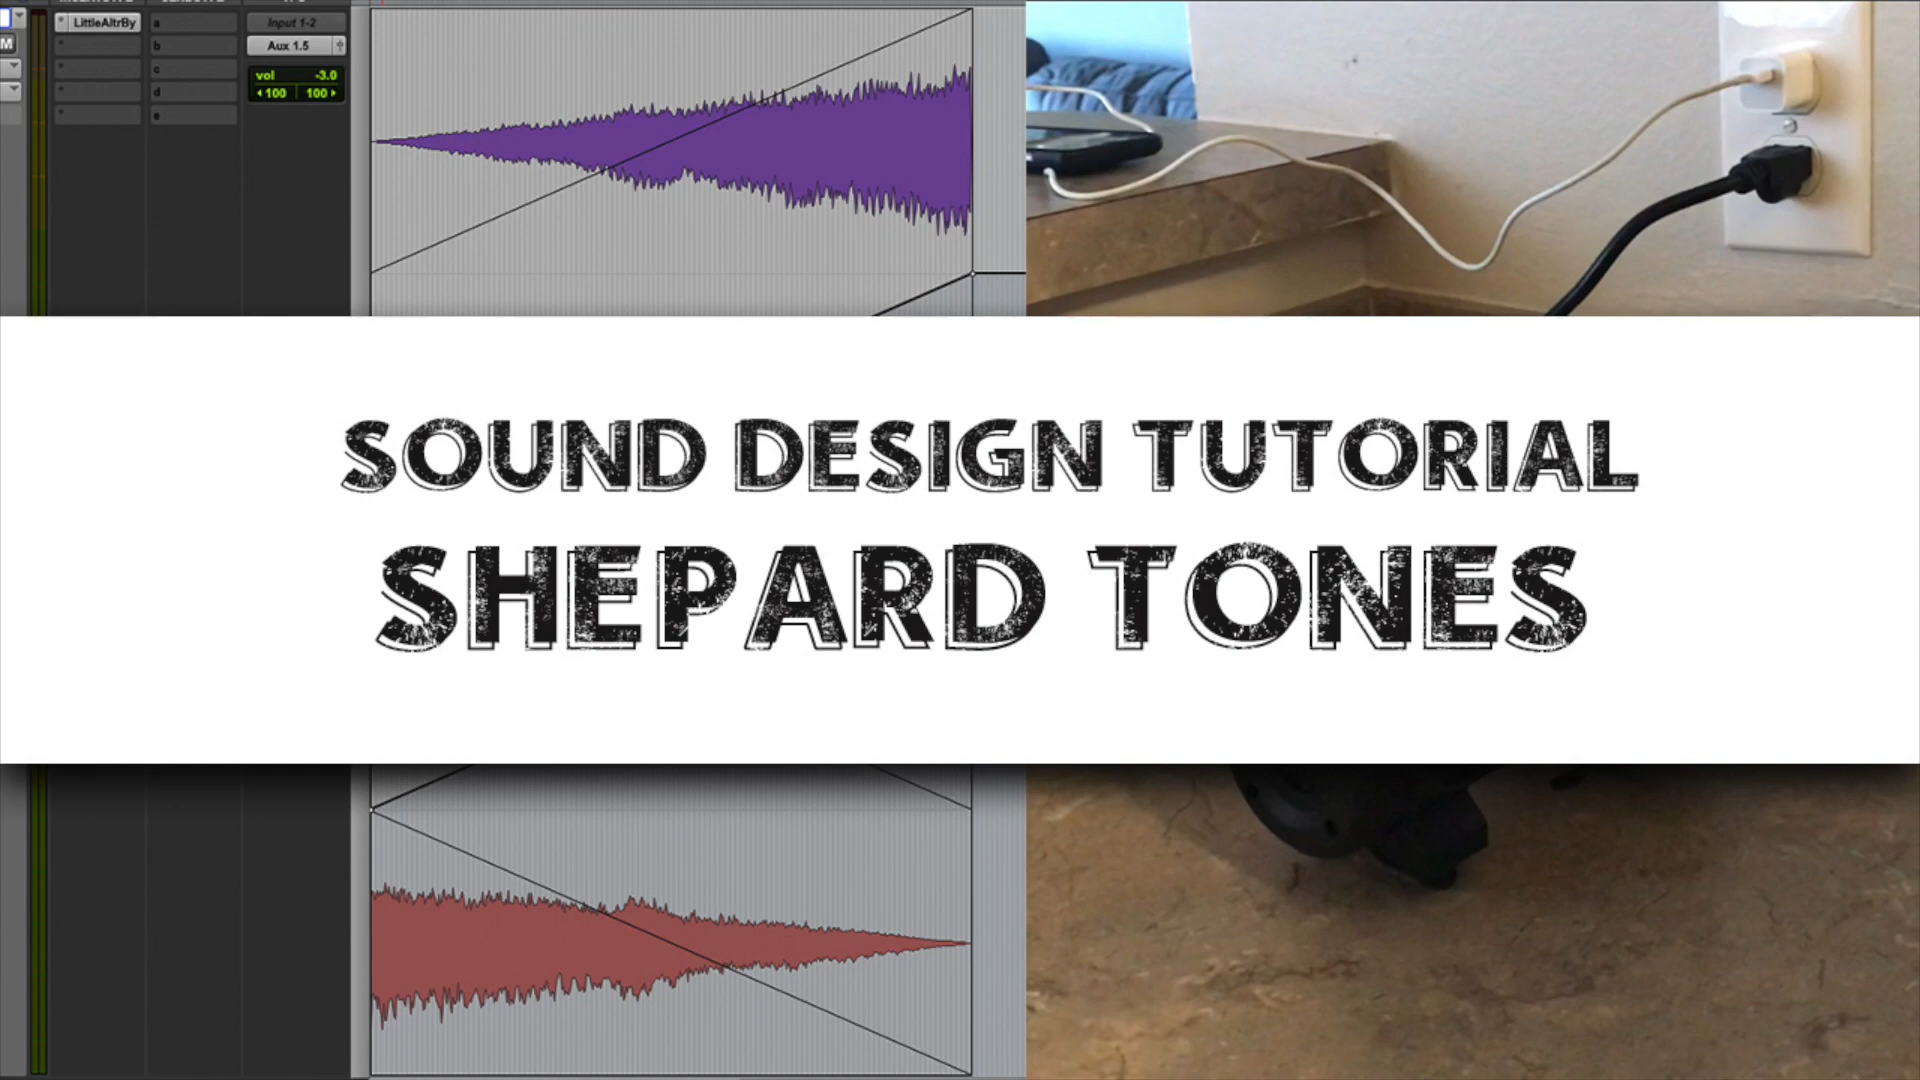 LittleAltrBy
a
Input 1-2
M
b
Aux 1.5
c
vol -3.0
d
100 100
e
SOUND DESIGN TUTORIAL
SHEPARD TONES